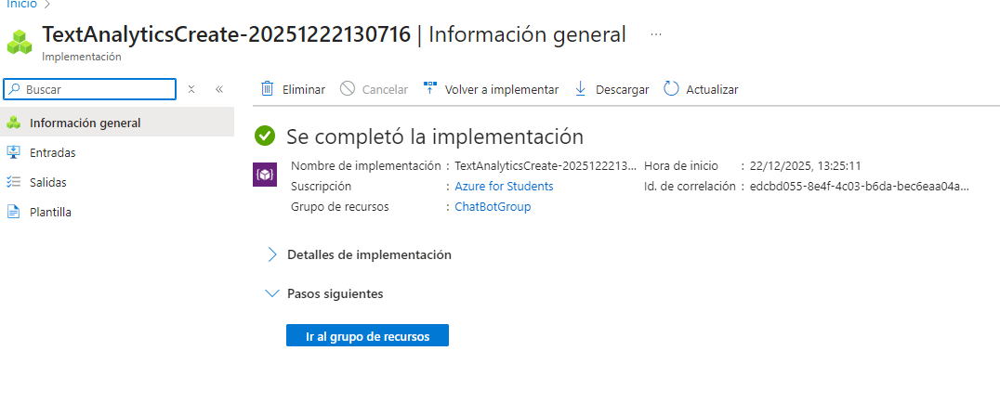 Inicio >
TextAnalyticsCreate-20251222130716 | Información general ...
Implementación
Buscar
Eliminar Cancelar Volver a implementar Descargar Actualizar
Información general
Entradas
Salidas
Plantilla
Se completó la implementación
Nombre de implementación : TextAnalyticsCreate-2025122213... Hora de inicio : 22/12/2025, 13:25:11
Suscripción : Azure for Students Id. de correlación : edcbd055-8e4f-4c03-b6da-bec6eaa04a...
Grupo de recursos : ChatBotGroup
Detalles de implementación
Pasos siguientes
Ir al grupo de recursos